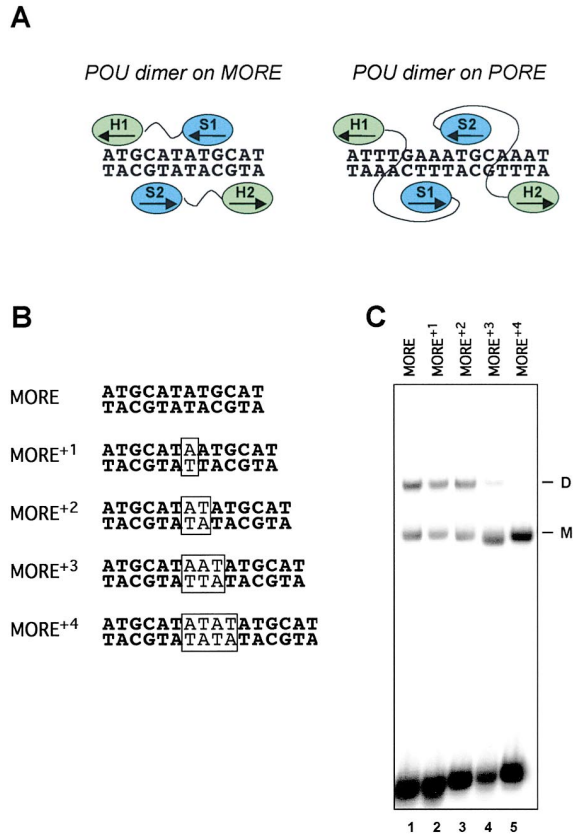 A
POU dimer on MORE
POU dimer on PORE
H1 S1
ATGCATATGCAT
TACGTATACGTA
S2 H2
H1 S2
ATTTGAAATGCAAAT
TAAACTTTACGTTTA
S1 H2
B
MORE
ATGCATATGCAT
TACGTATACGTA
MORE+1
ATGCATAATGCAT
TACGTATTACGTA
MORE+2
ATGCATATATGCAT
TACGTATATACGTA
MORE+3
ATGCATAATATGCAT
TACGTATTATACGTA
MORE+4
ATGCATATATATGCAT
TACGTATATATACGTA
C
MORE MORE+1 MORE+2 MORE+3 MORE+4
D
M
1 2 3 4 5